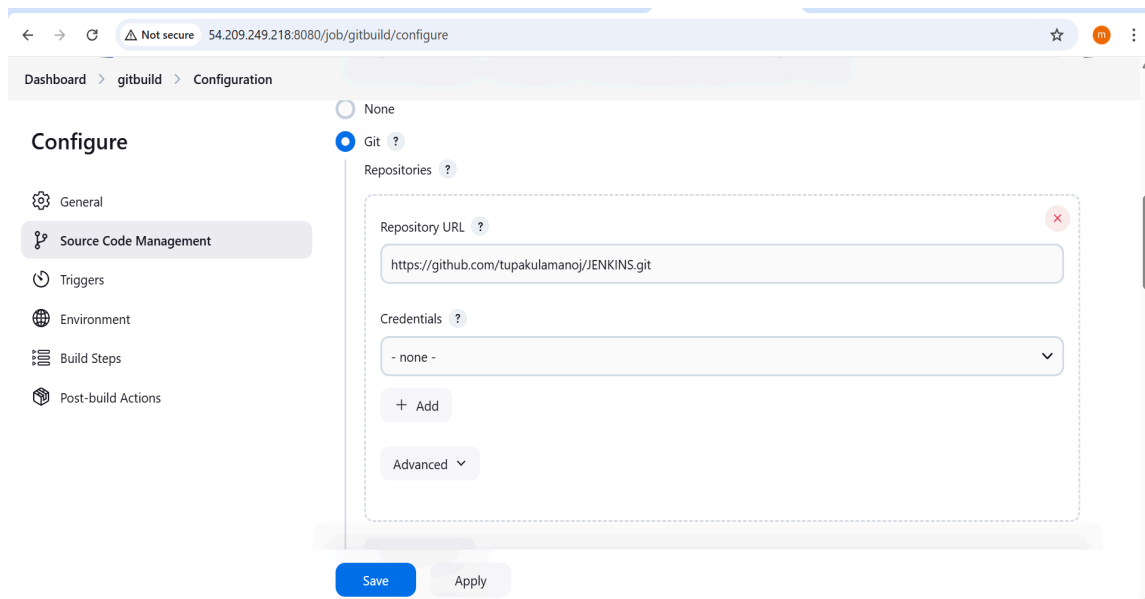 Not secure 54.209.249.218:8080/job/gitbuild/configure
m
Dashboard > gitbuild > Configuration
None
Configure
Git ?
Repositories ?
General
Repository URL ?
Source Code Management
https://github.com/tupakulamanoj/JENKINS.git
Triggers
Environment
Credentials ?
Build Steps
- none -
Post-build Actions
+ Add
Advanced
Save Apply